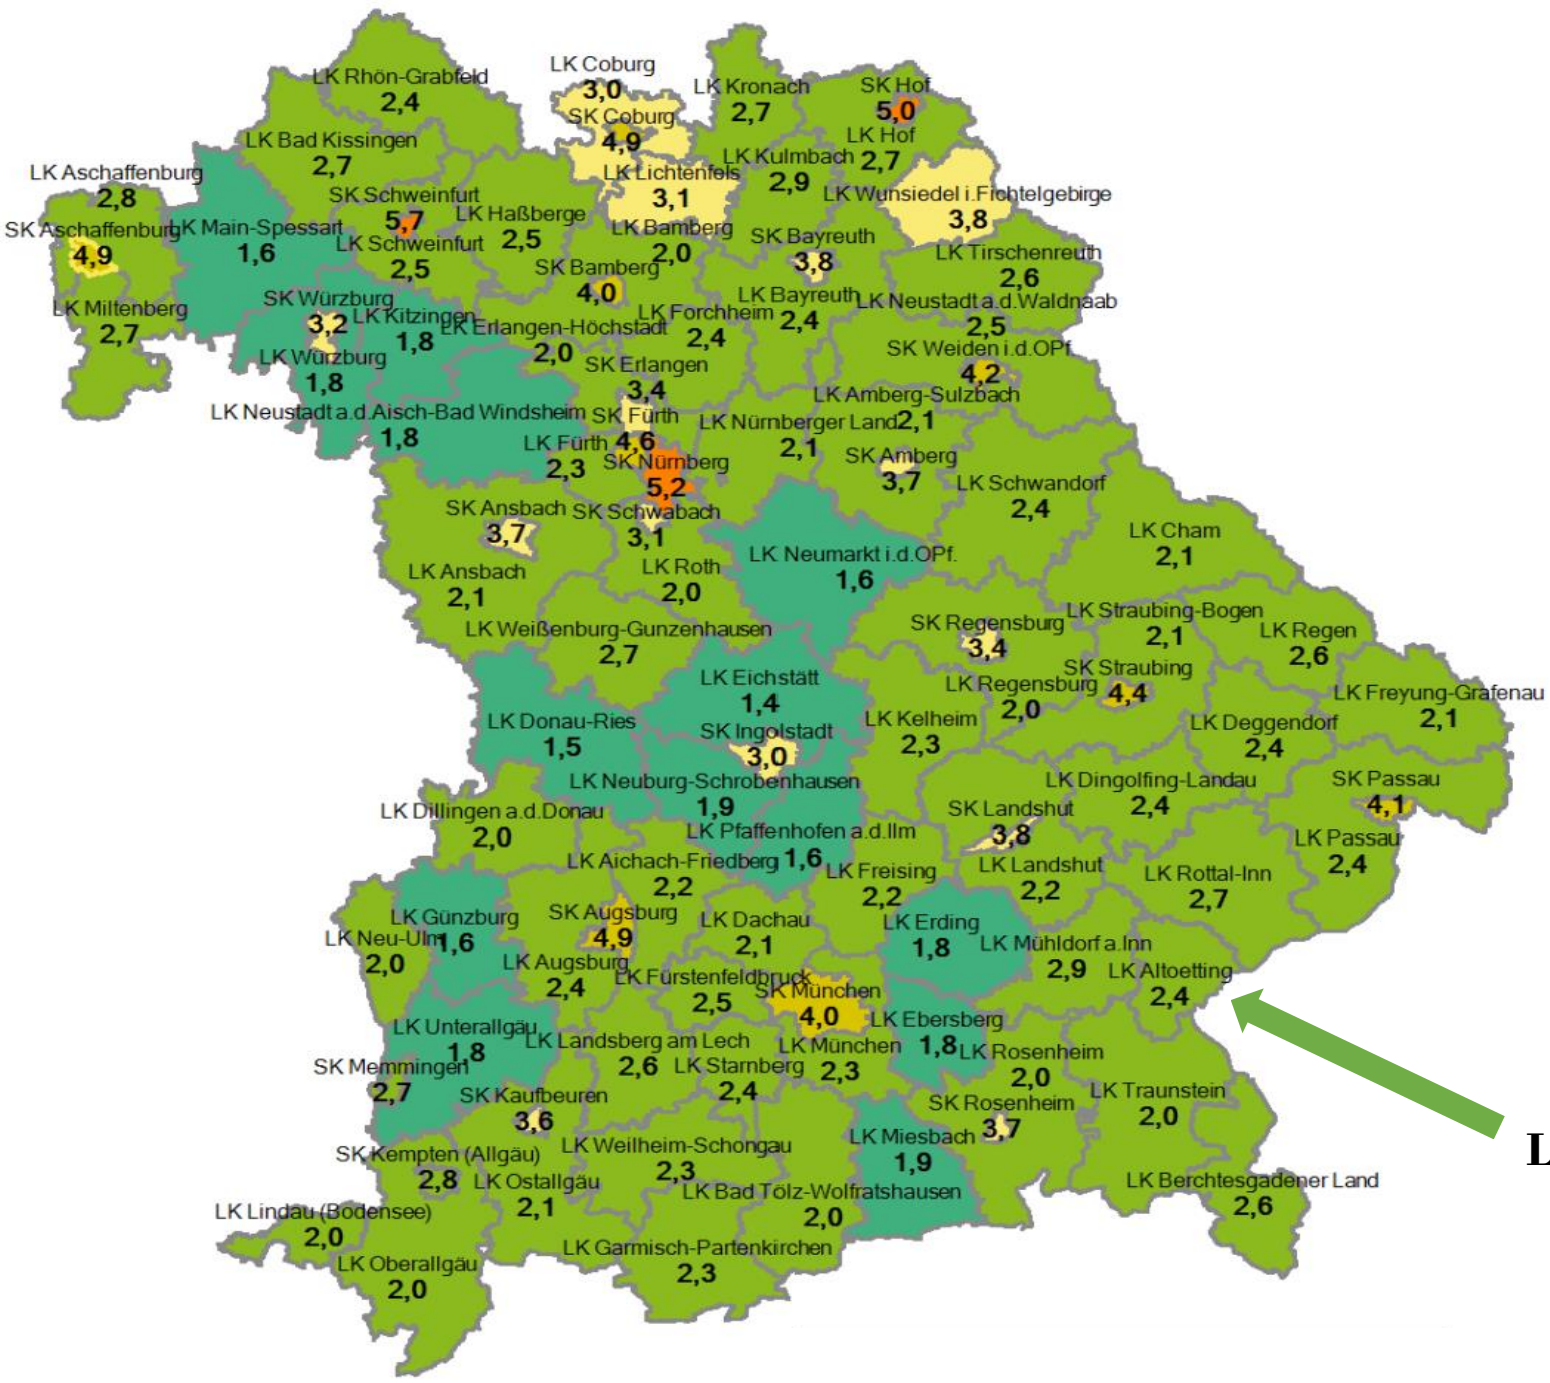 LK Rhön-Grabfeld
2,4
LK Coburg
3,0
SK Coburg
4,9
LK Kronach
2,7
SK Hof
5,0
LK Hof
2,7
LK Bad Kissingen
2,7
LK Aschaffenburg
2,8
SK Schweinfurt
5,7
LK Lichtenfels
3,1
LK Kulmbach
2,9
LK Wunsiedel i.Fichtelgebirge
3,8
SK Aschaffenburg
4,9
LK Main-Spessart
1,6
LK Schweinfurt
2,5
LK Haßberge
2,5
LK Bamberg
2,0
SK Bayreuth
3,8
LK Tirschenreuth
2,6
SK Bamberg
4,0
LK Miltenberg
2,7
SK Würzburg
3,2
LK Kitzingen
1,8
LK Erlangen-Höchstadt
2,0
LK Forchheim
2,4
LK Bayreuth
2,4
LK Neustadt a.d.Waldnaab
2,5
LK Würzburg
1,8
SK Erlangen
3,4
SK Weiden i.d.OPf.
4,2
LK Neustadt a.d.Aisch-Bad Windsheim
1,8
SK Fürth
4,6
LK Nürnberger Land
2,1
LK Amberg-Sulzbach
2,1
LK Fürth
2,3
SK Nürnberg
5,2
SK Amberg
3,7
LK Schwandorf
2,4
SK Ansbach
3,7
SK Schwabach
3,1
LK Cham
2,1
LK Neumarkt i.d.OPf.
1,6
LK Ansbach
2,1
LK Roth
2,0
LK Weißenburg-Gunzenhausen
2,7
SK Regensburg
3,4
LK Straubing-Bogen
2,1
LK Regen
2,6
LK Eichstätt
1,4
LK Regensburg
2,0
SK Straubing
4,4
LK Freyung-Grafenau
2,1
LK Donau-Ries
1,5
SK Ingolstadt
3,0
LK Kelheim
2,3
LK Deggendorf
2,4
LK Neuburg-Schrobenhausen
1,9
LK Dingolfing-Landau
2,4
SK Passau
4,1
LK Dillingen a.d.Donau
2,0
LK Pfaffenhofen a.d.Ilm
1,6
SK Landshut
3,8
LK Passau
2,4
LK Aichach-Friedberg
2,2
LK Freising
2,2
LK Landshut
2,2
LK Rottal-Inn
2,7
LK Günzburg
1,6
SK Augsburg
4,9
LK Dachau
2,1
LK Erding
1,8
LK Neu-Ulm
2,0
LK Mühldorf a.Inn
2,9
LK Augsburg
2,4
LK Fürstenfeldbruck
2,5
SK München
4,0
LK Altoetting
2,4
LK Unterallgäu
1,8
LK Landsberg am Lech
2,6
LK München
2,3
LK Ebersberg
1,8
LK Rosenheim
2,0
SK Memmingen
2,7
LK Starnberg
2,4
SK Kaufbeuren
3,6
SK Rosenheim
3,7
LK Traunstein
2,0
SK Kempten (Allgäu)
2,8
LK Weilheim-Schongau
2,3
LK Miesbach
1,9
L
LK Ostallgäu
2,1
LK Bad Tölz-Wolfratshausen
2,0
LK Berchtesgadener Land
2,6
LK Lindau (Bodensee)
2,0
LK Oberallgäu
2,0
LK Garmisch-Partenkirchen
2,3